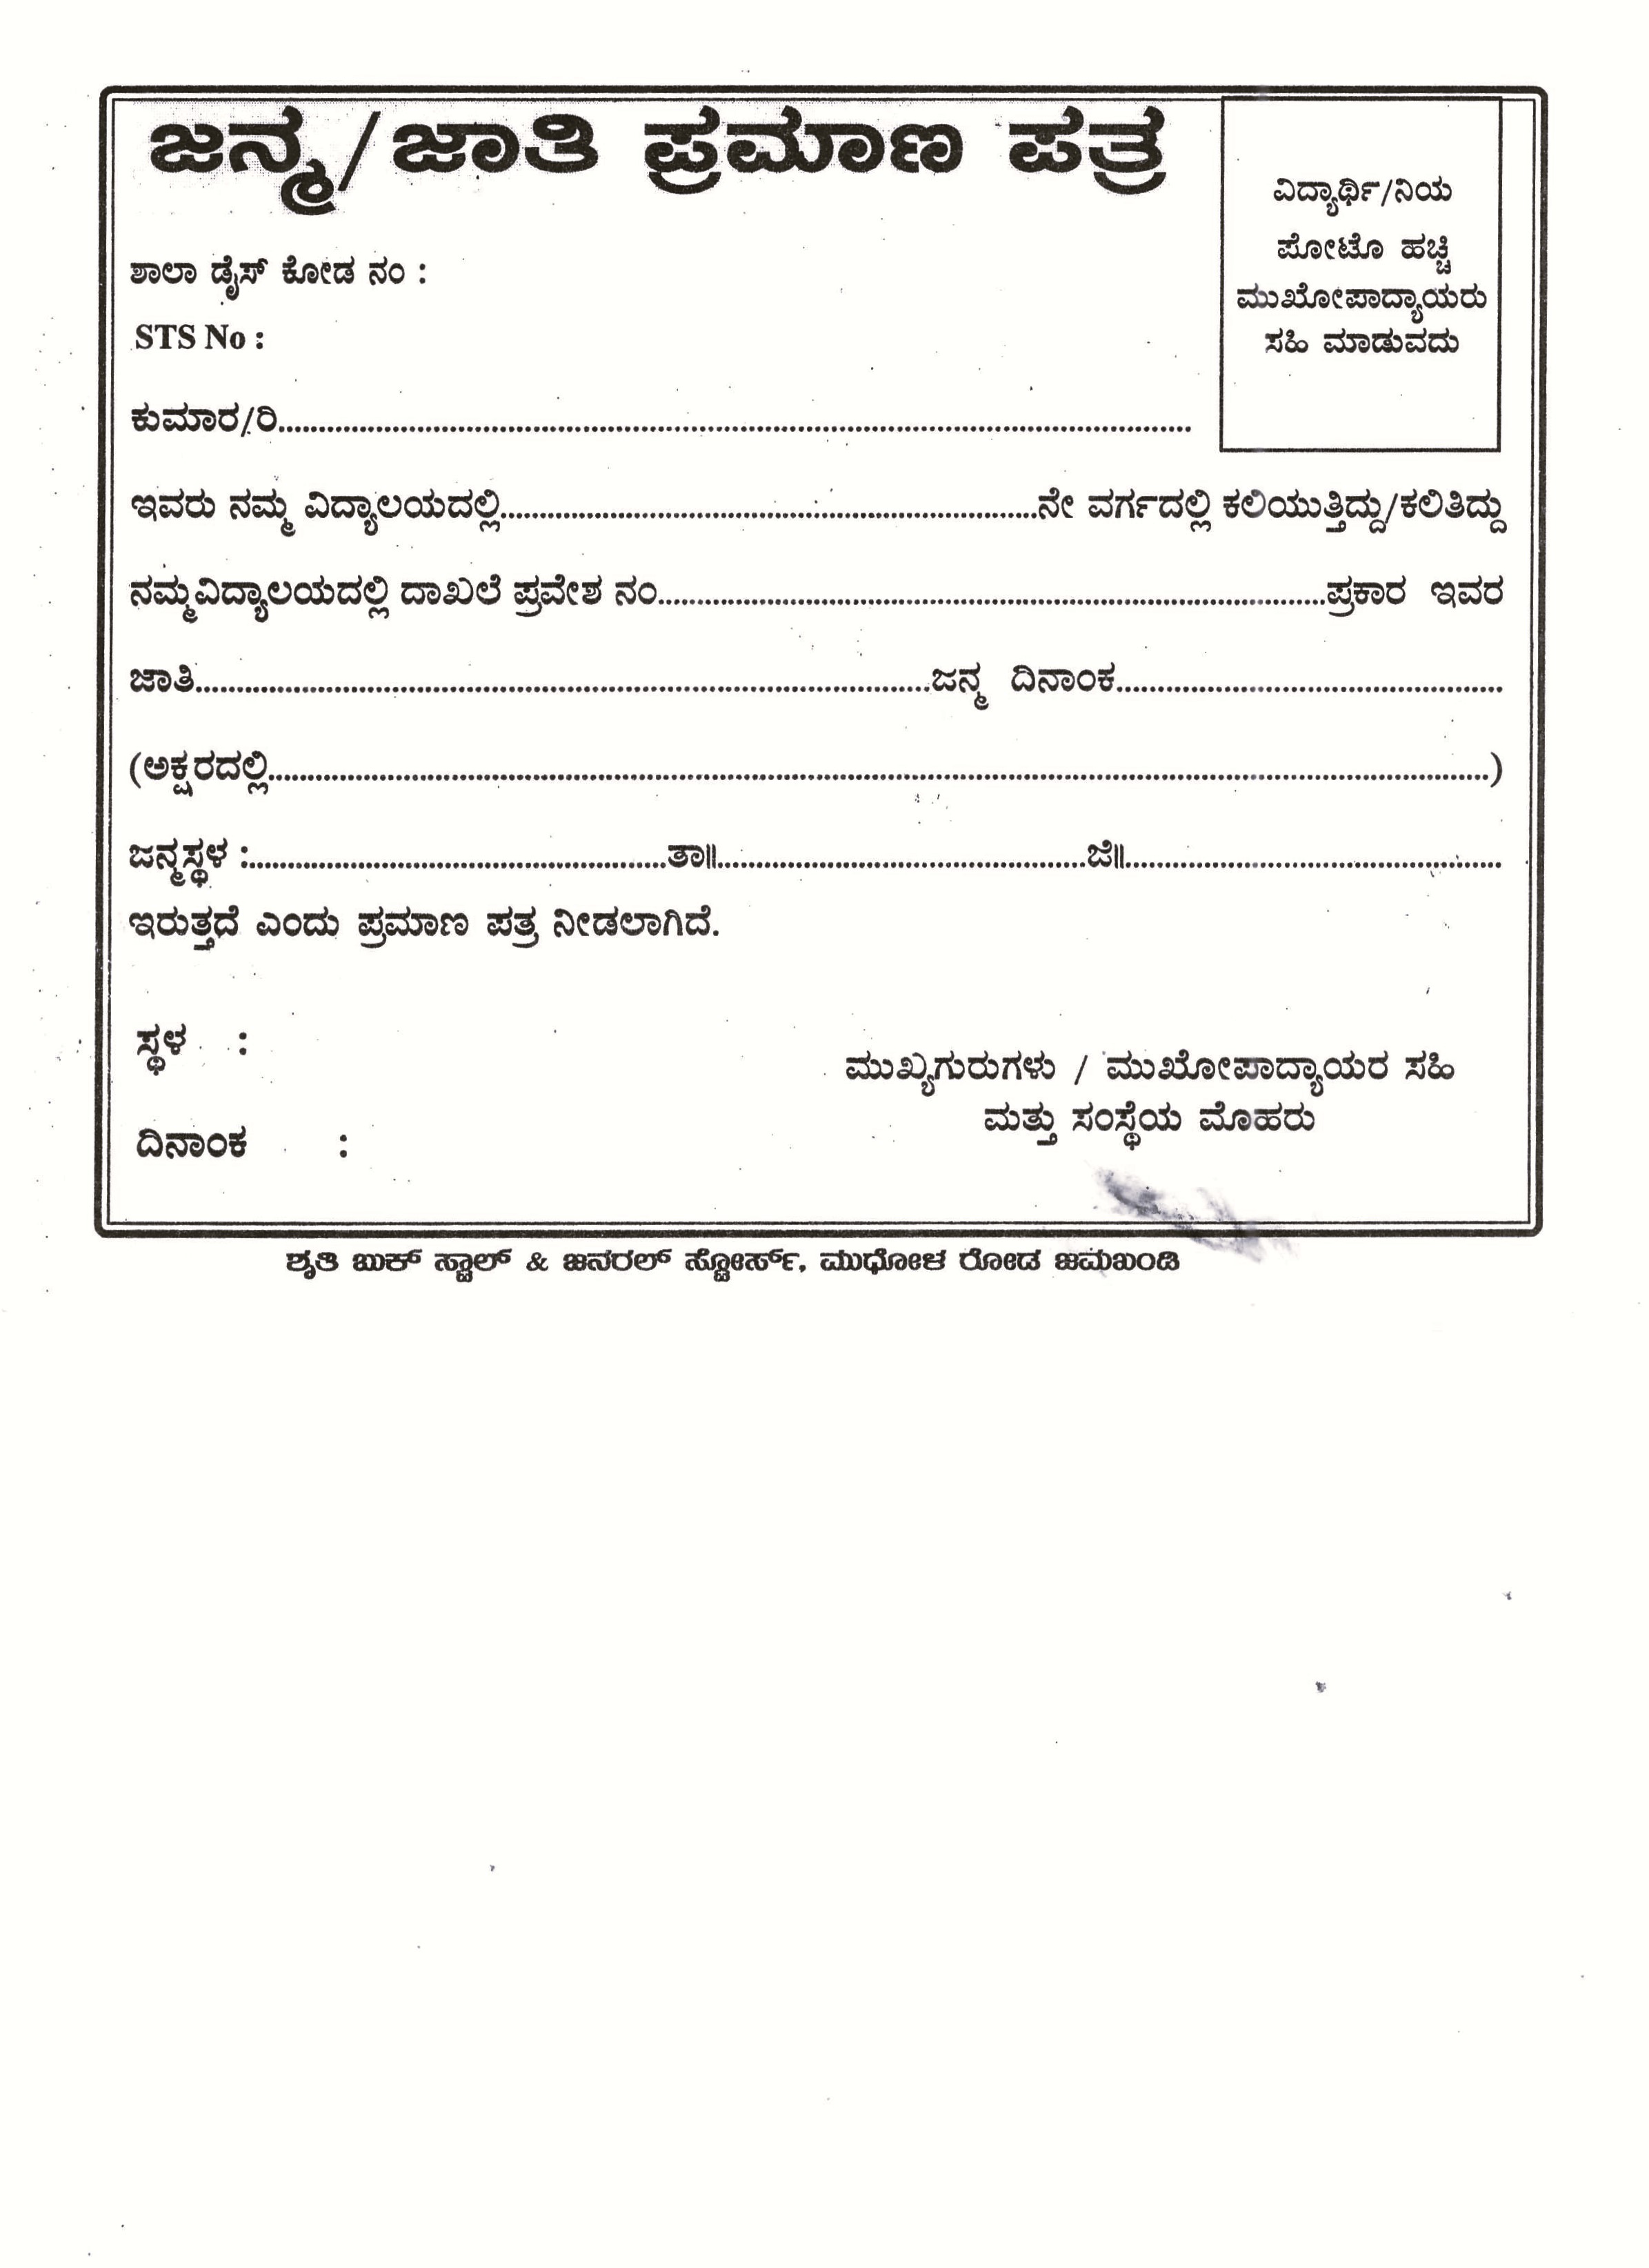 ಜನ್ಮ/ಜಾತಿ ಪ್ರಮಾಣ ಪತ್ರ
ವಿದ್ಯಾರ್ಥಿ/ನಿಯ
ಪೋಟೊ ಹಚ್ಚಿ
ಮುಖೋಪಾದ್ಯಾಯರು
ಸಹಿ ಮಾಡುವದು
ಶಾಲಾ ಡೈಸ್ ಕೋಡ ನಂ :
STS No :
ಕುಮಾರ/ರಿ..............................
ಇವರು ನಮ್ಮ ವಿದ್ಯಾಲಯದಲ್ಲಿ..............................ನೇ ವರ್ಗದಲ್ಲಿ ಕಲಿಯುತ್ತಿದ್ದು/ಕಲಿತಿದ್ದು
ನಮ್ಮವಿದ್ಯಾಲಯದಲ್ಲಿ ದಾಖಲೆ ಪ್ರವೇಶ ನಂ..............................ಪ್ರಕಾರ ಇವರ
ಜಾತಿ..............................ಜನ್ಮ ದಿನಾಂಕ..............................
(ಅಕ್ಷರದಲ್ಲಿ..............................)
ಜನ್ಮಸ್ಥಳ :..............................ತಾ||..............................ಜಿ||..............................
ಇರುತ್ತದೆ ಎಂದು ಪ್ರಮಾಣ ಪತ್ರ ನೀಡಲಾಗಿದೆ.
ಸ್ಥಳ :
ಮುಖ್ಯಗುರುಗಳು / ಮುಖೋಪಾದ್ಯಾಯರ ಸಹಿ
ಮತ್ತು ಸಂಸ್ಥೆಯ ಮೊಹರು
ದಿನಾಂಕ :
ಶೃತಿ ಬುಕ್ ಸ್ಟಾಲ್ & ಜನರಲ್ ಸ್ಟೋರ್ಸ್, ಮುಧೋಳ ರೋಡ ಜಮಖಂಡಿ